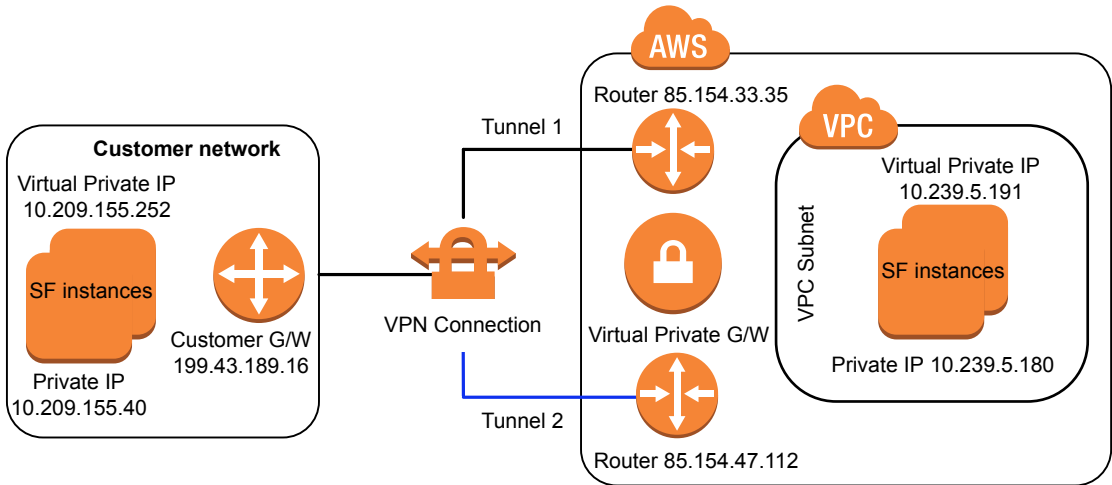 AWS
Router 85.154.33.35
VPC
Tunnel 1
Customer network
Virtual Private IP
10.239.5.191
Virtual Private IP
10.209.155.252
VPC Subnet
SF instances
SF instances
VPN Connection
Virtual Private G/W
Customer G/W
199.43.189.16
Private IP 10.239.5.180
Private IP
10.209.155.40
Tunnel 2
Router 85.154.47.112